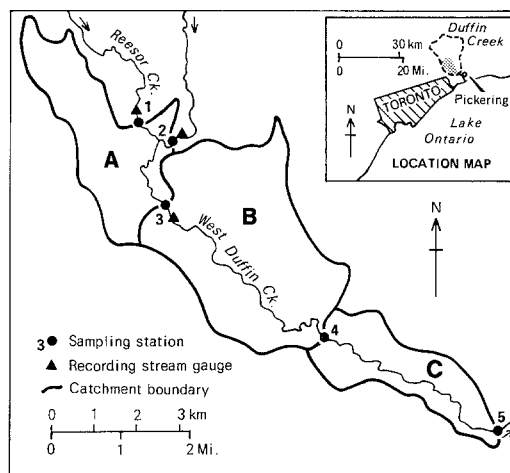 Reesor Ck.
1
2
A
B
3
West Duffin Ck.
N
4
C
5
3 Sampling station
Recording stream gauge
Catchment boundary
0 1 2 3 km
0 1 2 Mi.
Duffin
Creek
0 30 km
0 20 Mi.
TORONTO
Pickering
Lake
Ontario
N
LOCATION MAP